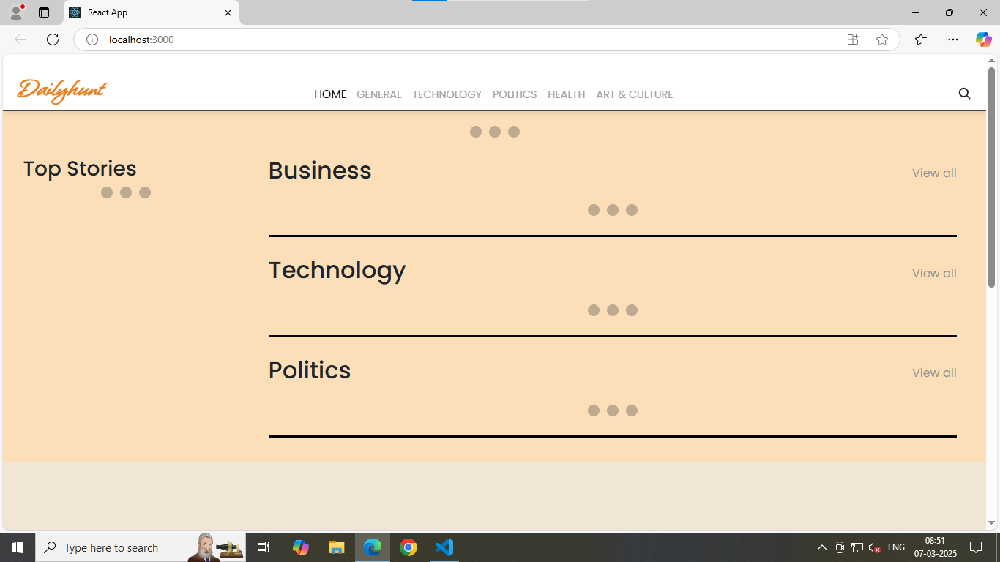 React App
localhost:3000
Dailyhunt
HOME GENERAL TECHNOLOGY POLITICS HEALTH ART & CULTURE
Top Stories
Business View all
Technology View all
Politics View all
Type here to search
ENG
08:51
07-03-2025